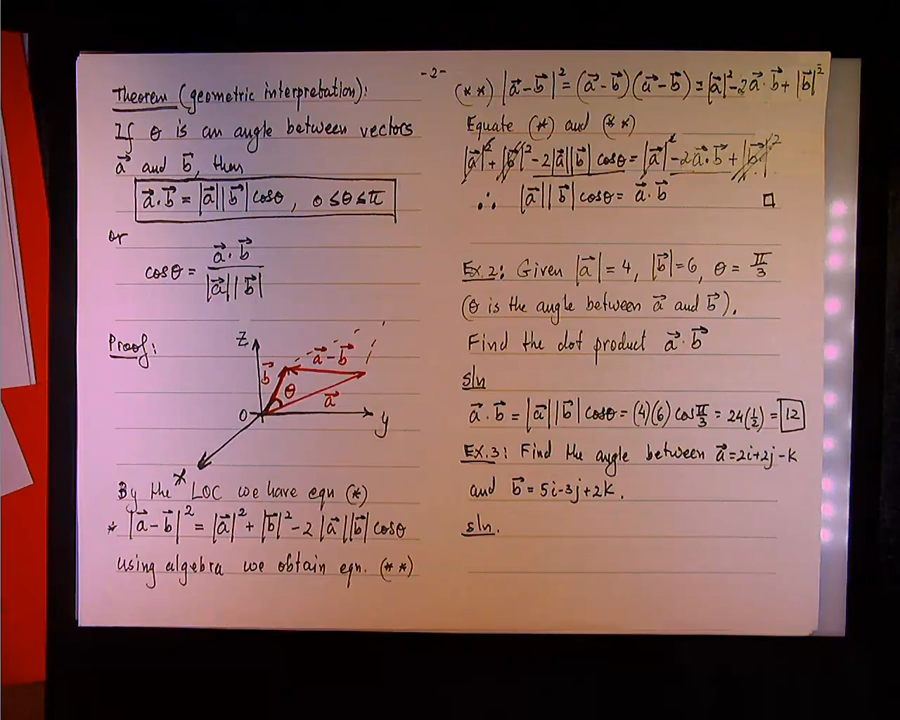 -2-
Theorem (geometric interpretation):
If θ is an angle between vectors
a⃗ and b⃗, then
a⃗·b⃗ = |a⃗||b⃗| cosθ, 0≤θ≤π
or
cosθ = a⃗·b⃗ / |a⃗||b⃗|
Proof:
z
b⃗
a⃗-b⃗
θ
a⃗
0
y
x
By the LOC we have eqn (*)
* |a⃗-b⃗|² = |a⃗|² + |b⃗|² - 2|a⃗||b⃗| cosθ
using algebra we obtain eqn. (**)
(**) |a⃗-b⃗|² = (a⃗-b⃗)(a⃗-b⃗) = |a⃗|² - 2a⃗·b⃗ + |b⃗|²
Equate (*) and (**)
|a⃗|² + |b⃗|² - 2|a⃗||b⃗| cosθ = |a⃗|² - 2a⃗·b⃗ + |b⃗|²
∴ |a⃗||b⃗| cosθ = a⃗·b⃗ □
Ex.2: Given |a⃗| = 4, |b⃗| = 6, θ = π/3
(θ is the angle between a⃗ and b⃗).
Find the dot product a⃗·b⃗
sln
a⃗·b⃗ = |a⃗||b⃗| cosθ = (4)(6) cos π/3 = 24(1/2) = 12
Ex.3: Find the angle between a⃗=2i+2j-k
and b⃗ = 5i-3j+2k.
sln.